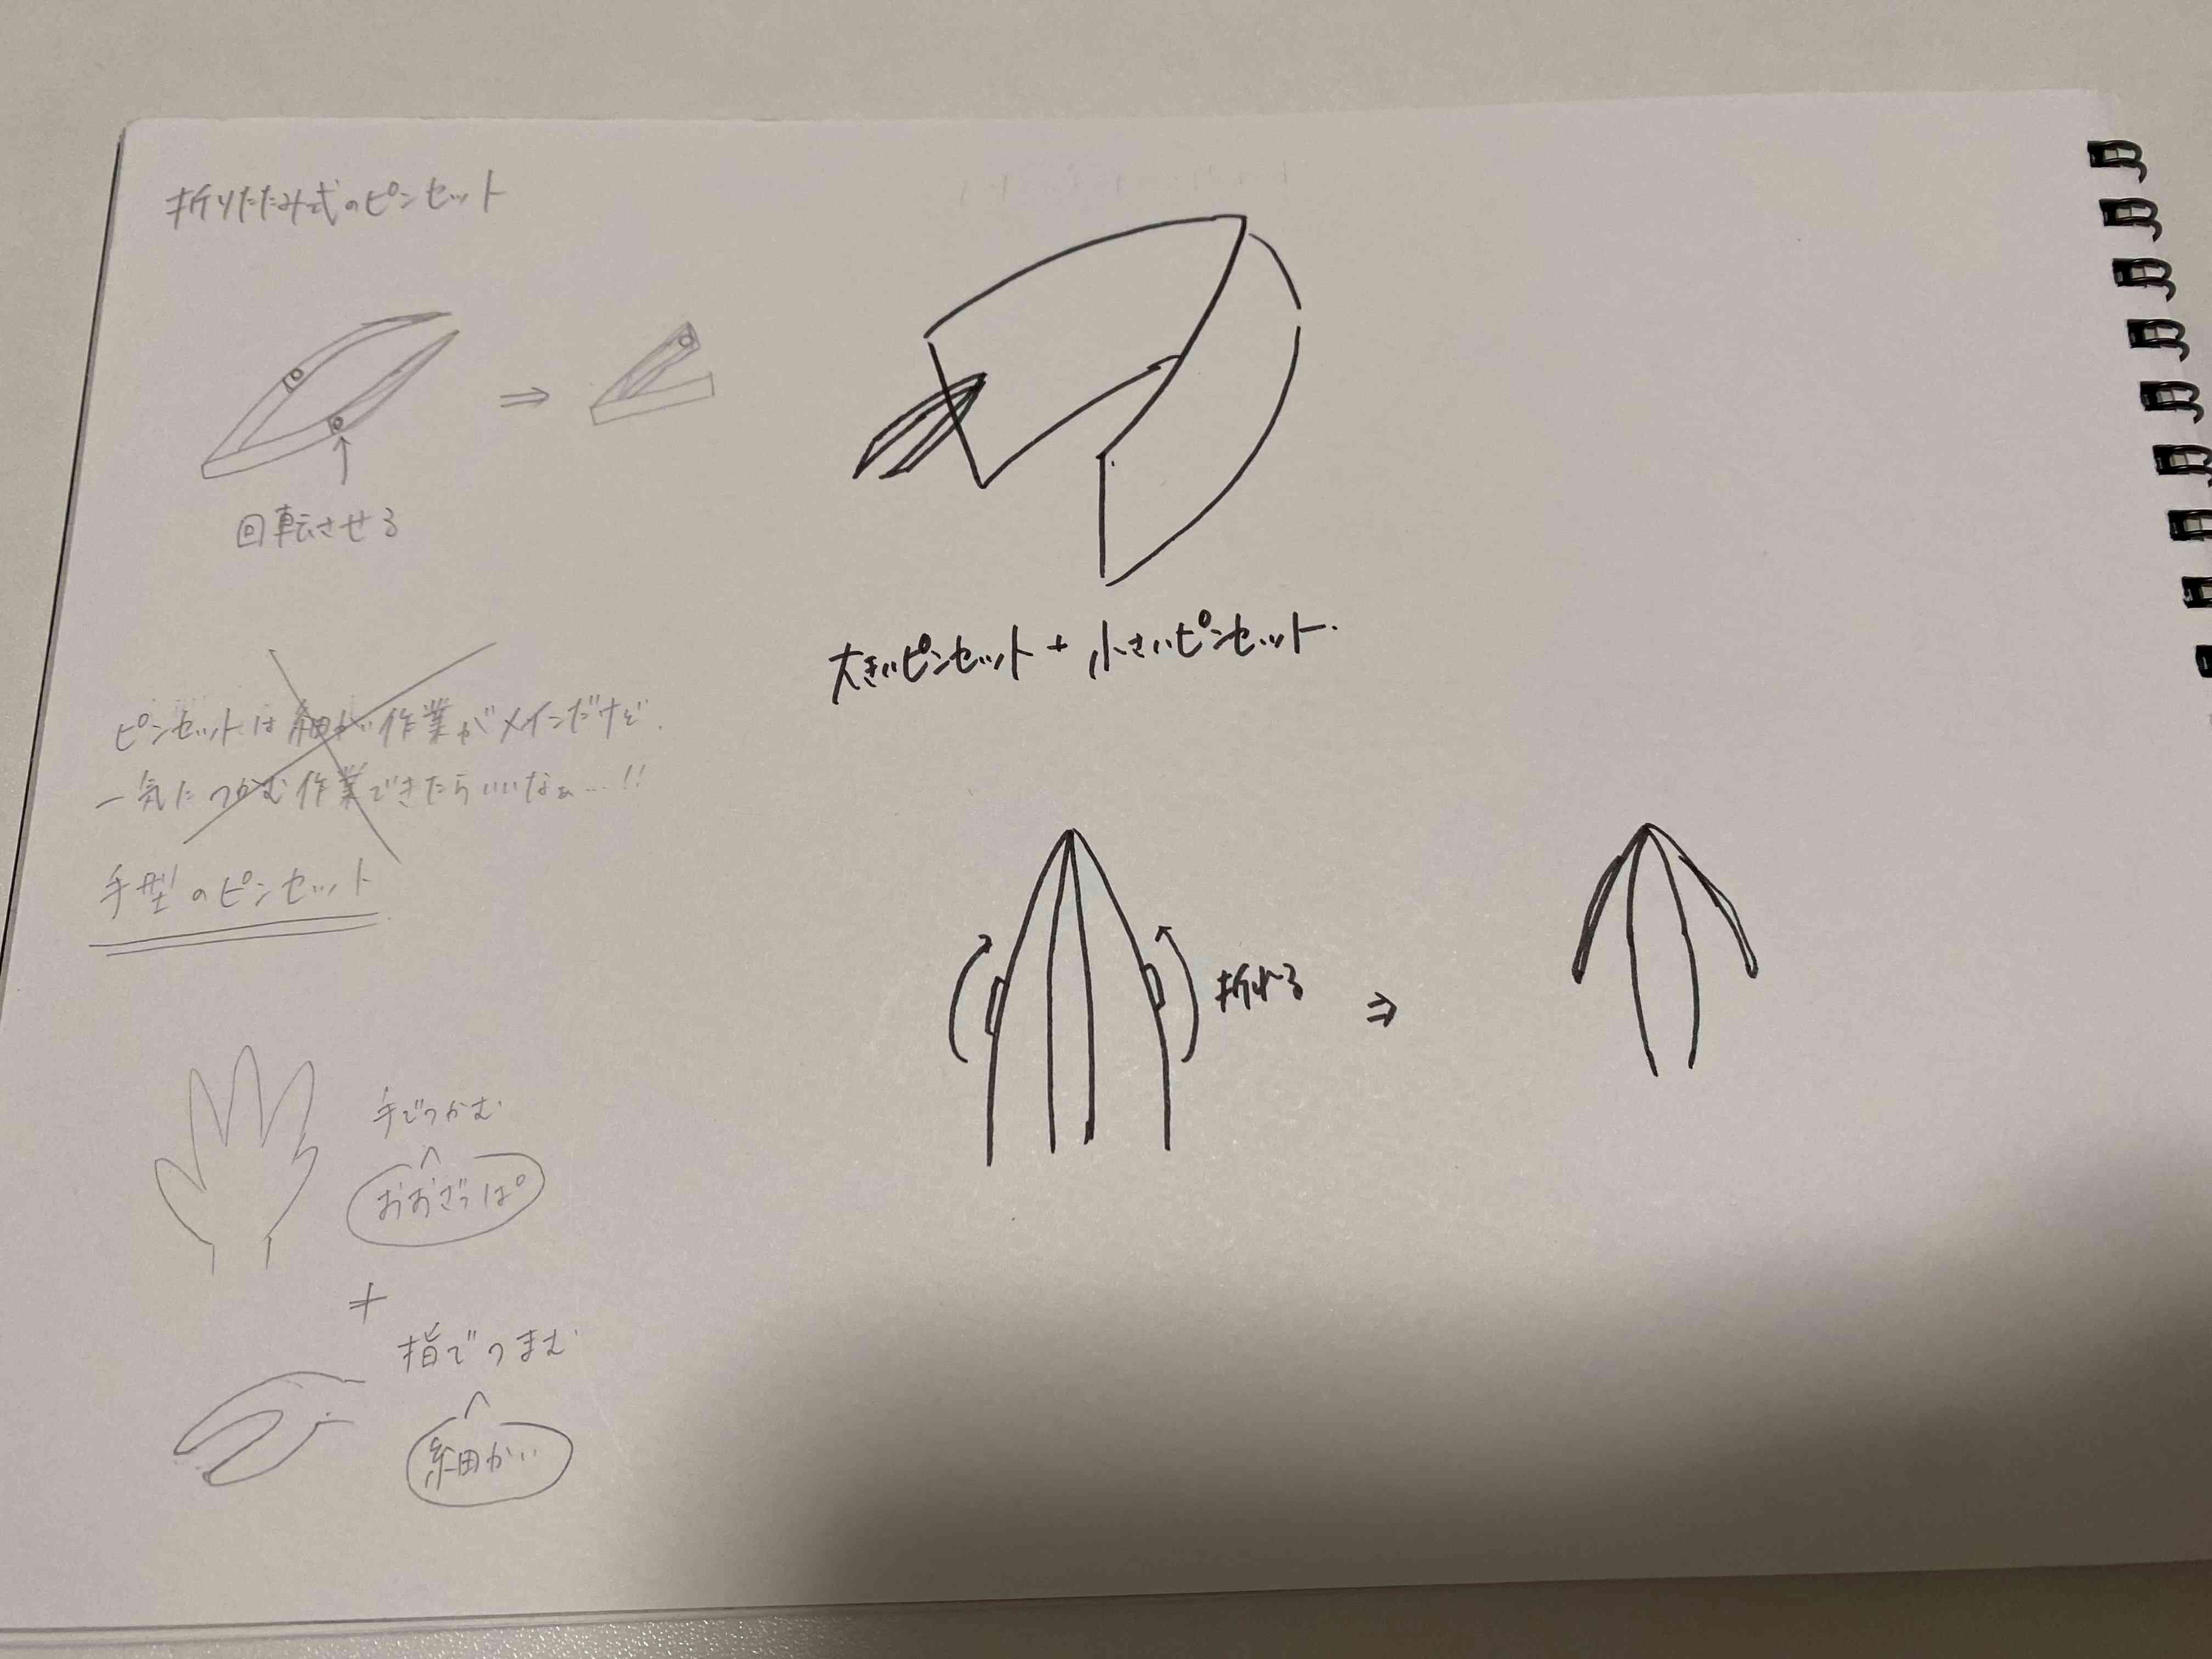 折りたたみ式のピンセット
回転させる
ピンセットは細かい作業がメインだけど.
一気につかむ作業できたらいいなぁ…!!
手型のピンセット
手でつかむ
おおざっぱ
+
指でつまむ
細かい
大きいピンセット + 小さいピンセット.
折れる